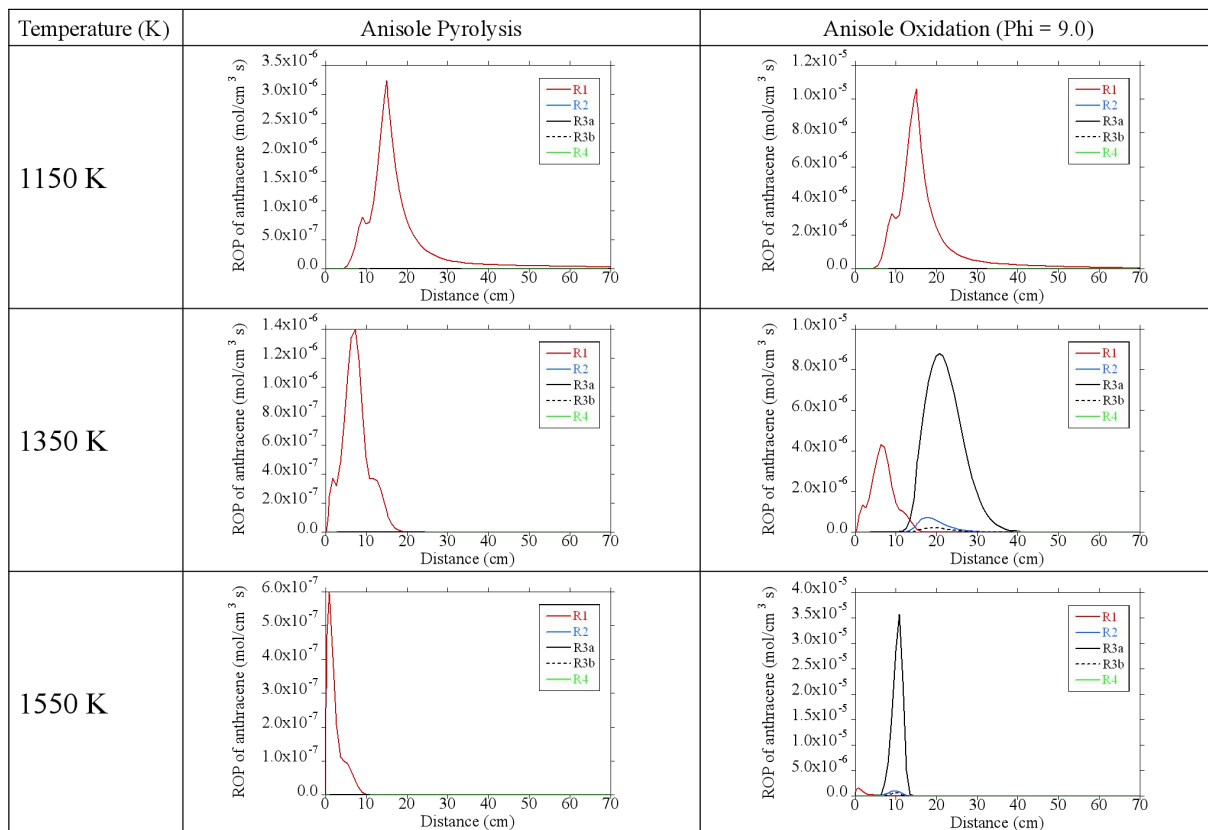 Temperature (K) Anisole Pyrolysis Anisole Oxidation (Phi = 9.0)
1150 K
ROP of anthracene (mol/cm³ s)
3.5x10⁻⁶
3.0x10⁻⁶
2.5x10⁻⁶
2.0x10⁻⁶
1.5x10⁻⁶
1.0x10⁻⁶
5.0x10⁻⁷
0.0
0 10 20 30 40 50 60 70
Distance (cm)
R1
R2
R3a
R3b
R4
ROP of anthracene (mol/cm³ s)
1.2x10⁻⁵
1.0x10⁻⁵
8.0x10⁻⁶
6.0x10⁻⁶
4.0x10⁻⁶
2.0x10⁻⁶
0.0
0 10 20 30 40 50 60 70
Distance (cm)
R1
R2
R3a
R3b
R4
1350 K
ROP of anthracene (mol/cm³ s)
1.4x10⁻⁶
1.2x10⁻⁶
1.0x10⁻⁶
8.0x10⁻⁷
6.0x10⁻⁷
4.0x10⁻⁷
2.0x10⁻⁷
0.0
0 10 20 30 40 50 60 70
Distance (cm)
R1
R2
R3a
R3b
R4
ROP of anthracene (mol/cm³ s)
1.0x10⁻⁵
8.0x10⁻⁶
6.0x10⁻⁶
4.0x10⁻⁶
2.0x10⁻⁶
0.0
0 10 20 30 40 50 60 70
Distance (cm)
R1
R2
R3a
R3b
R4
1550 K
ROP of anthracene (mol/cm³ s)
6.0x10⁻⁷
5.0x10⁻⁷
4.0x10⁻⁷
3.0x10⁻⁷
2.0x10⁻⁷
1.0x10⁻⁷
0.0
0 10 20 30 40 50 60 70
Distance (cm)
R1
R2
R3a
R3b
R4
ROP of anthracene (mol/cm³ s)
4.0x10⁻⁵
3.5x10⁻⁵
3.0x10⁻⁵
2.5x10⁻⁵
2.0x10⁻⁵
1.5x10⁻⁵
1.0x10⁻⁵
5.0x10⁻⁶
0.0
0 10 20 30 40 50 60 70
Distance (cm)
R1
R2
R3a
R3b
R4